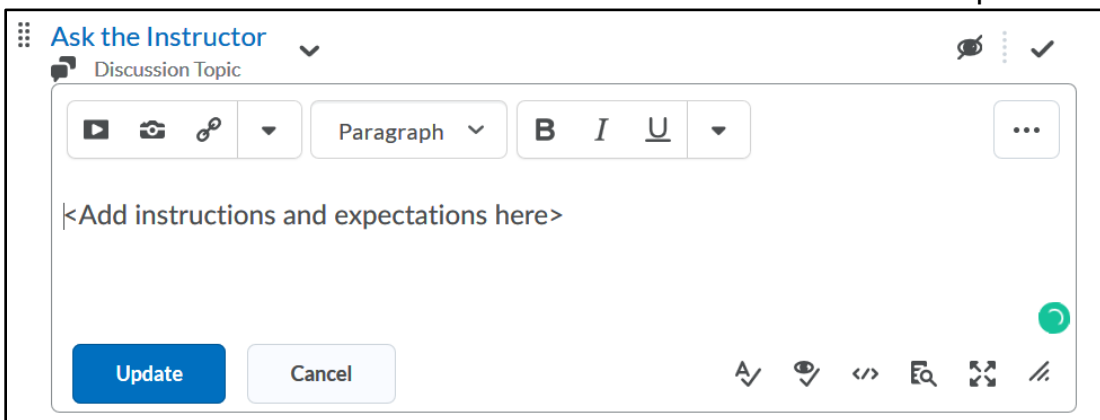 Ask the Instructor
Discussion Topic
Paragraph B I U
<Add instructions and expectations here>
Update Cancel